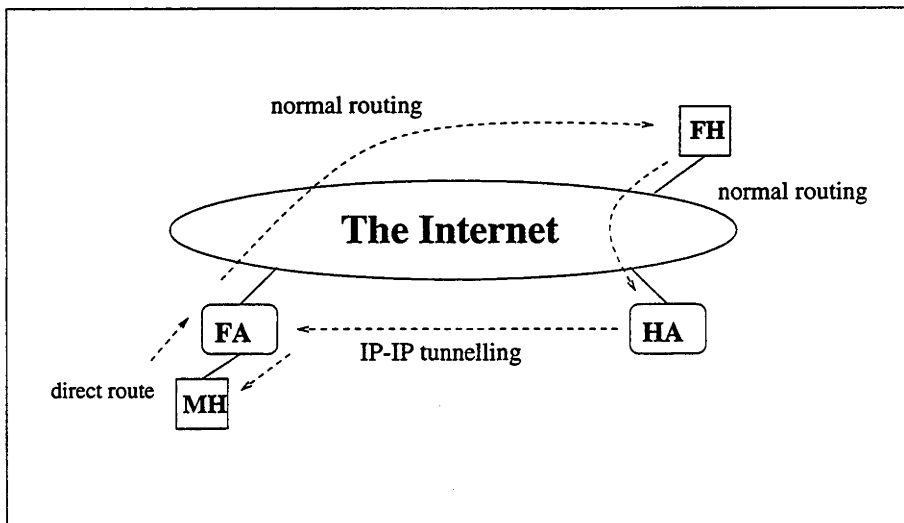 normal routing
FH
normal routing
The Internet
FA
HA
IP-IP tunnelling
direct route
MH